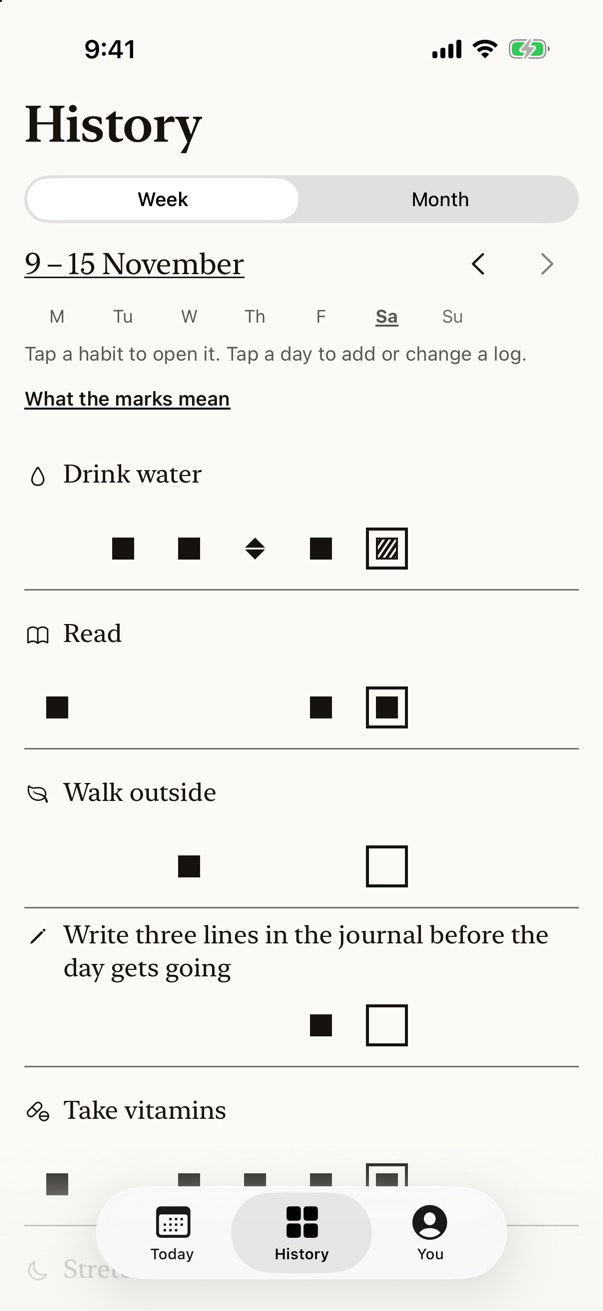 9:41
History
Week
Month
9 – 15 November
M Tu W Th F Sa Su
Tap a habit to open it. Tap a day to add or change a log.
What the marks mean
Drink water
Read
Walk outside
Write three lines in the journal before the
day gets going
Take vitamins
Today
History
You